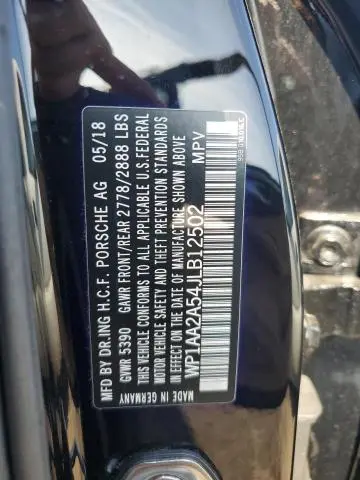 MFD BY DR.ING H.C.F. PORSCHE AG 05/18
GVWR 5390 GAWR FRONT/REAR 2778/2888 LBS
THIS VEHICLE CONFORMS TO ALL APPLICABLE U.S. FEDERAL
MOTOR VEHICLE SAFETY AND THEFT PREVENTION STANDARDS
IN EFFECT ON THE DATE OF MANUFACTURE SHOWN ABOVE
WP1AA2A54JLB12502 MPV
MADE IN GERMANY